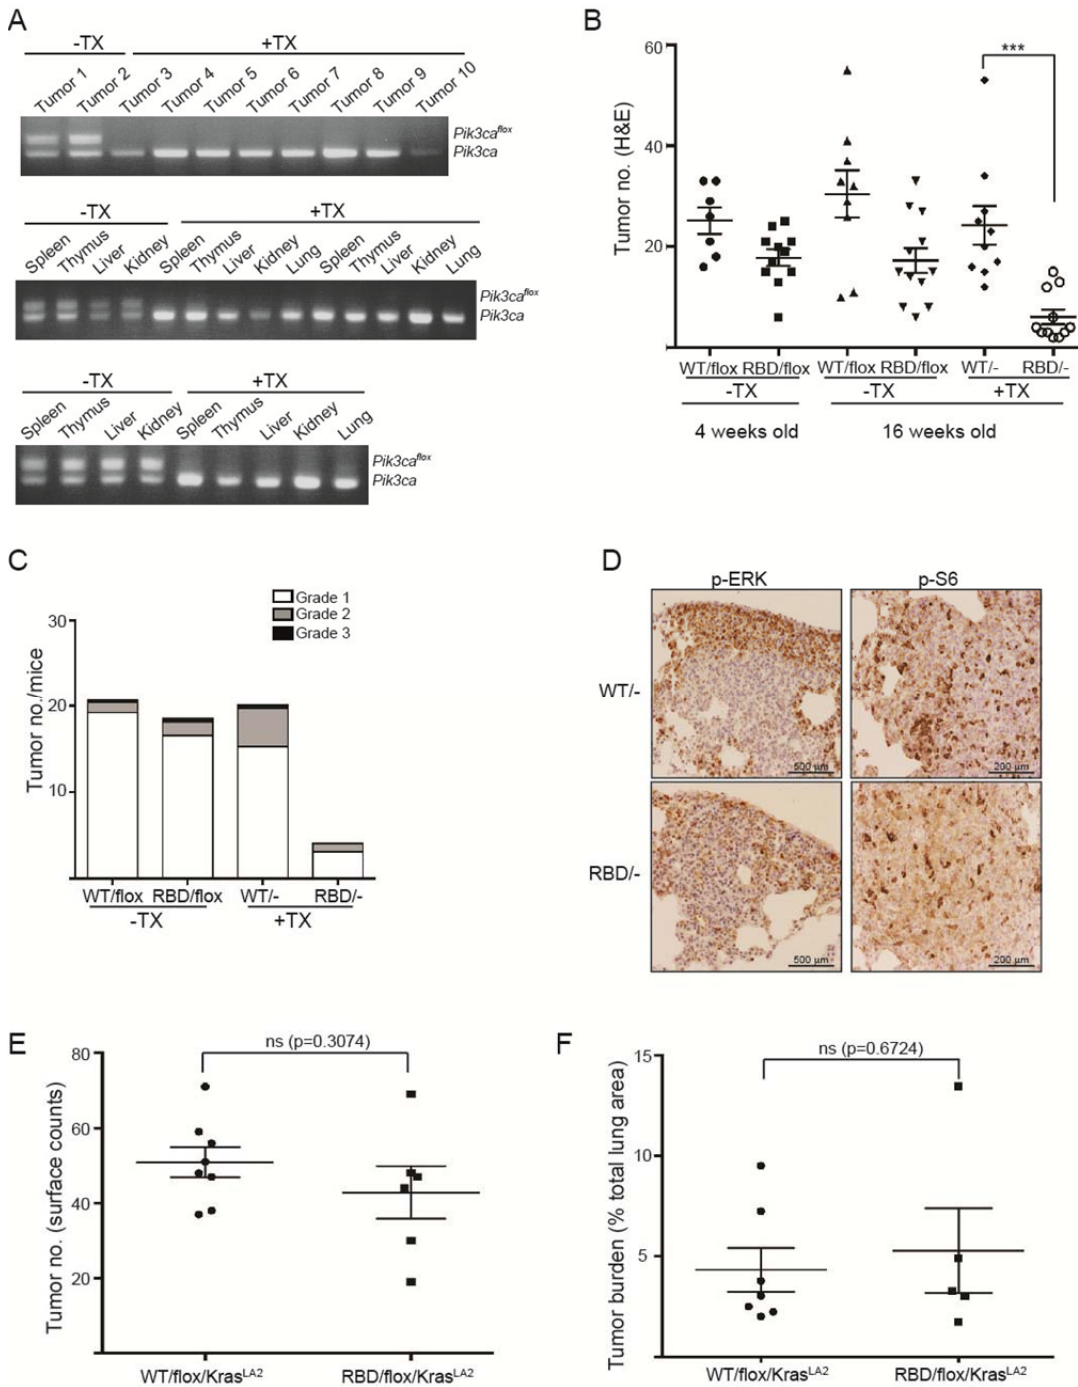 A
-TX +TX
Tumor 1 Tumor 2 Tumor 3 Tumor 4 Tumor 5 Tumor 6 Tumor 7 Tumor 8 Tumor 9 Tumor 10
Pik3caflox
Pik3ca
-TX +TX
Spleen Thymus Liver Kidney Spleen Thymus Liver Kidney Lung Spleen Thymus Liver Kidney Lung
Pik3caflox
Pik3ca
-TX +TX
Spleen Thymus Liver Kidney Spleen Thymus Liver Kidney Lung
Pik3caflox
Pik3ca
B
Tumor no. (H&E)
60
40
20
***
WT/flox RBD/flox WT/flox RBD/flox WT/- RBD/-
-TX -TX +TX
4 weeks old 16 weeks old
C
Tumor no./mice
30
20
10
Grade 1
Grade 2
Grade 3
WT/flox RBD/flox WT/- RBD/-
-TX +TX
D
p-ERK p-S6
WT/-
500 µm 200 µm
RBD/-
500 µm 200 µm
E
Tumor no. (surface counts)
80
60
40
20
ns (p=0.3074)
WT/flox/KrasLA2 RBD/flox/KrasLA2
F
Tumor burden (% total lung area)
15
10
5
ns (p=0.6724)
WT/flox/KrasLA2 RBD/flox/KrasLA2